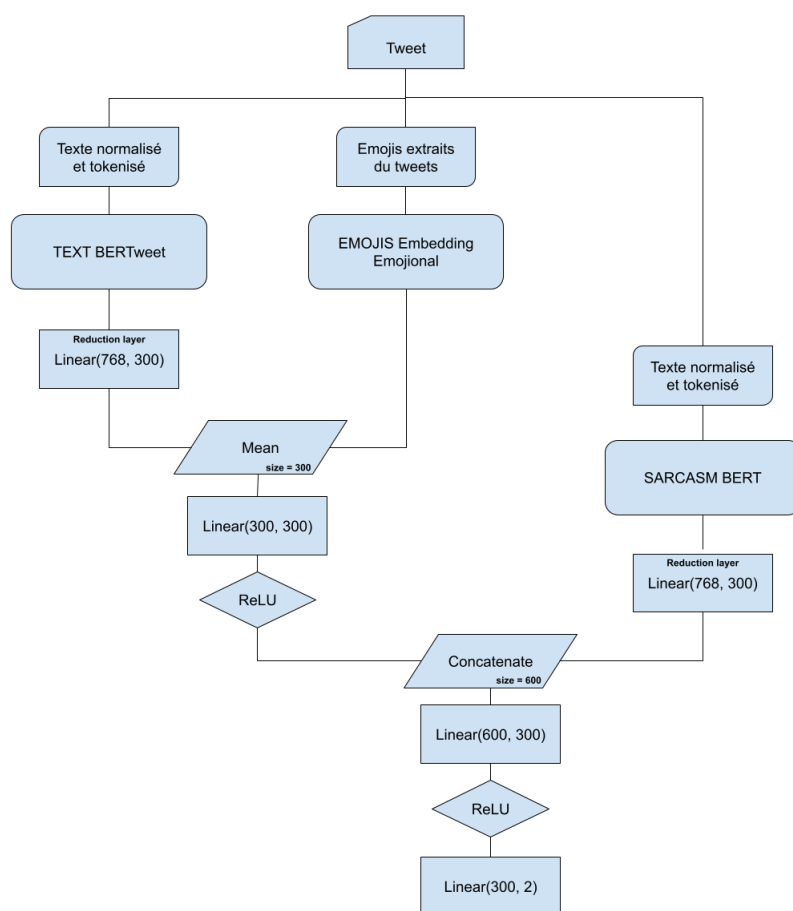 Tweet
Texte normalisé
et tokenisé
Emojis extraits
du tweets
TEXT BERTweet
EMOJIS Embedding
Emojional
Reduction layer
Linear(768, 300)
Texte normalisé
et tokenisé
Mean
size = 300
SARCASM BERT
Linear(300, 300)
Reduction layer
Linear(768, 300)
ReLU
Concatenate
size = 600
Linear(600, 300)
ReLU
Linear(300, 2)